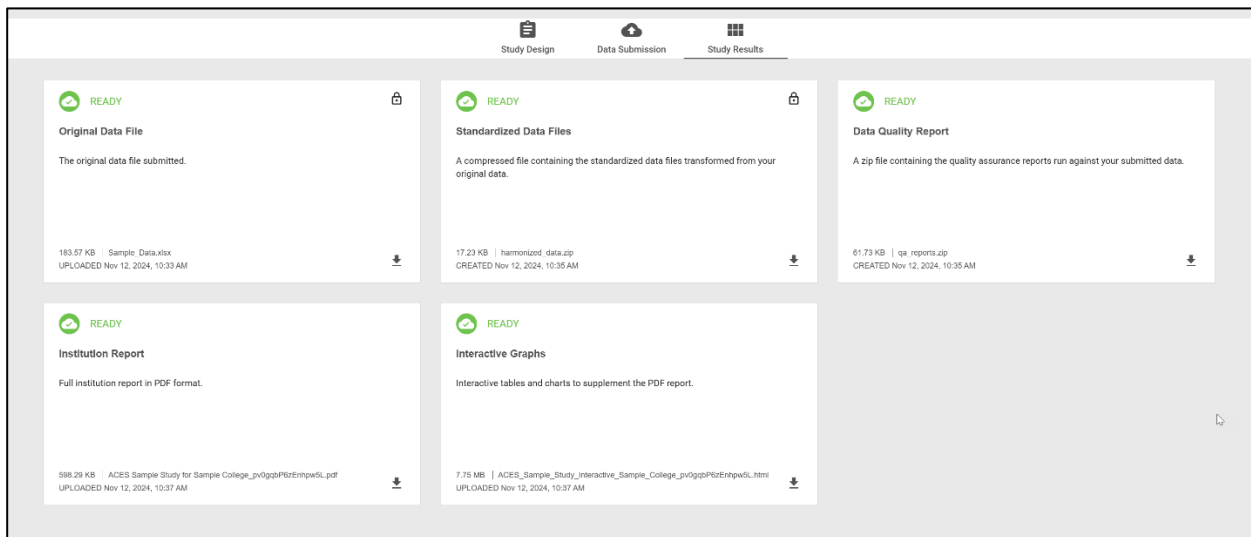 Study Design
Data Submission
Study Results
READY
Original Data File
The original data file submitted.
183.57 KB | Sample_Data.xlsx
UPLOADED Nov 12, 2024, 10:33 AM
READY
Standardized Data Files
A compressed file containing the standardized data files transformed from your
original data.
17.23 KB | harmonized_data.zip
CREATED Nov 12, 2024, 10:35 AM
READY
Data Quality Report
A zip file containing the quality assurance reports run against your submitted data.
61.73 KB | qa_reports.zip
CREATED Nov 12, 2024, 10:35 AM
READY
Institution Report
Full institution report in PDF format.
598.29 KB | ACES Sample Study for Sample College_pv0gqbP6zEnhpw5L.pdf
UPLOADED Nov 12, 2024, 10:37 AM
READY
Interactive Graphs
Interactive tables and charts to supplement the PDF report.
7.75 MB | ACES_Sample_Study_Interactive_Sample_College_pv0gqbP6zEnhpw5L.html
UPLOADED Nov 12, 2024, 10:37 AM